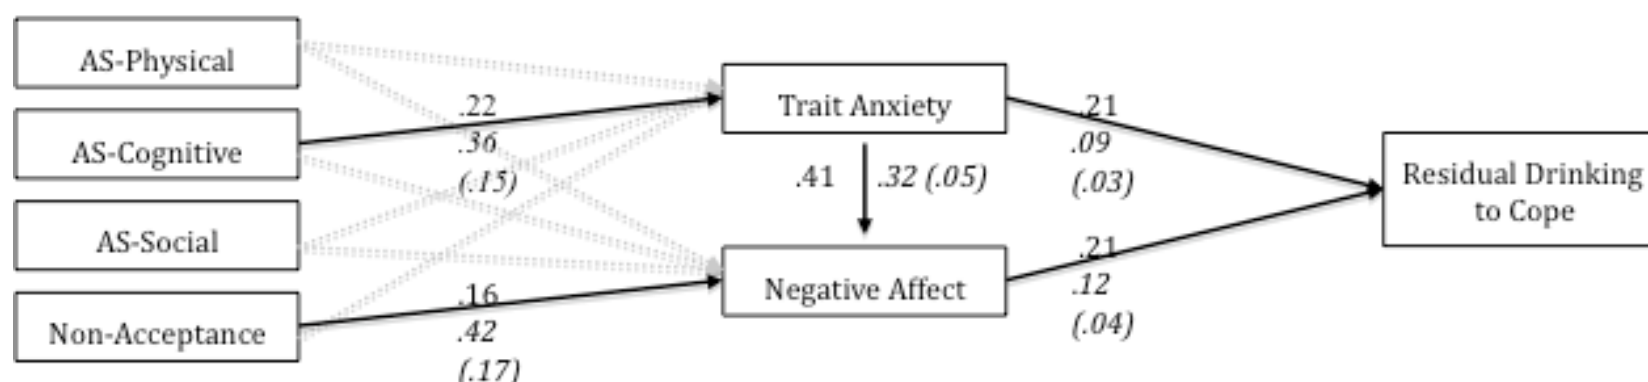 AS-Physical
AS-Cognitive
AS-Social
Non-Acceptance
.22
.36
(.15)
.16
.42
(.17)
Trait Anxiety
.41
.32 (.05)
Negative Affect
.21
.09
(.03)
.21
.12
(.04)
Residual Drinking
to Cope